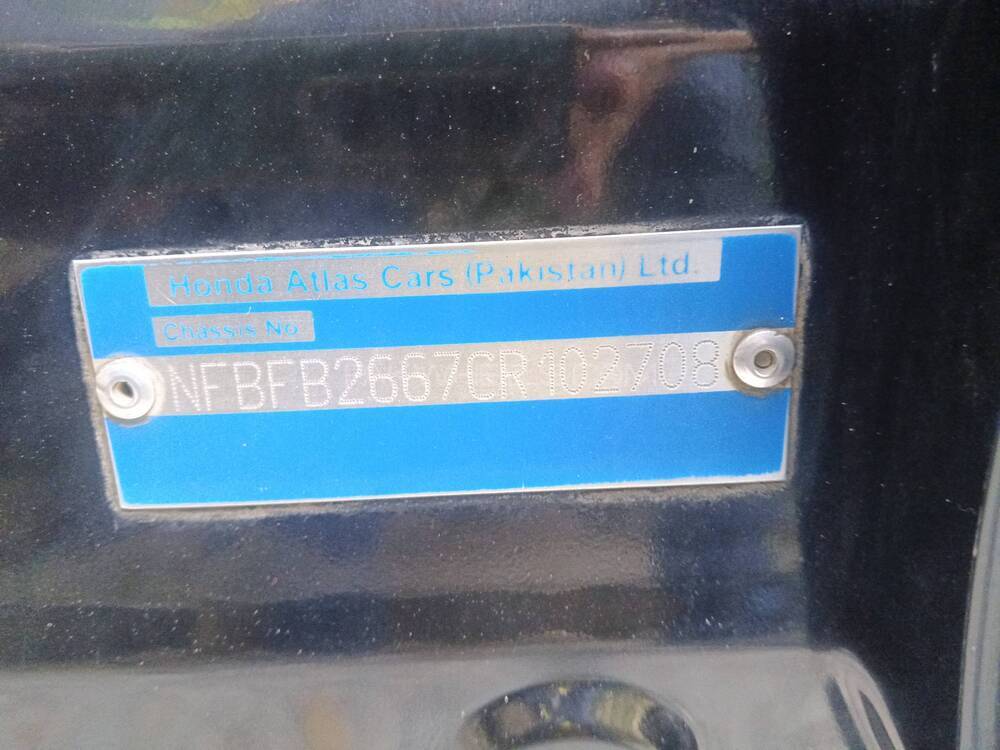 Honda Atlas Cars (Pakistan) Ltd.
Chassis No.
NFBFB2667CR102708